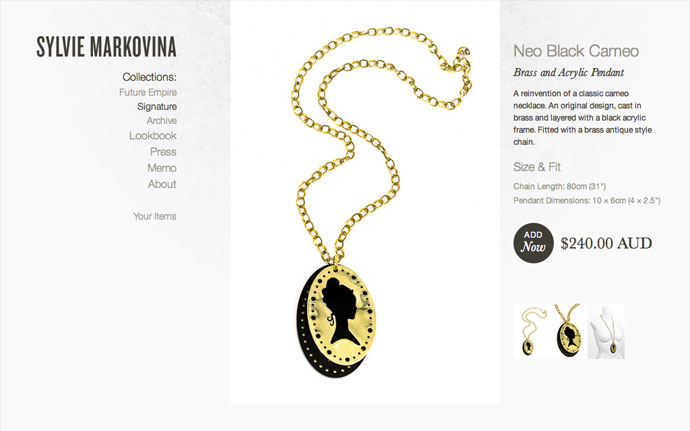 SYLVIE MARKOVINA
Collections:
Future Empire
Signature
Archive
Lookbook
Press
Memo
About
Your Items
Neo Black Cameo
Brass and Acrylic Pendant
A reinvention of a classic cameo
necklace. An original design, cast in
brass and layered with a black acrylic
frame. Fitted with a brass antique style
chain.
Size & Fit
Chain Length: 80cm (31")
Pendant Dimensions: 10 × 6cm (4 × 2.5")
ADD
Now
$240.00 AUD